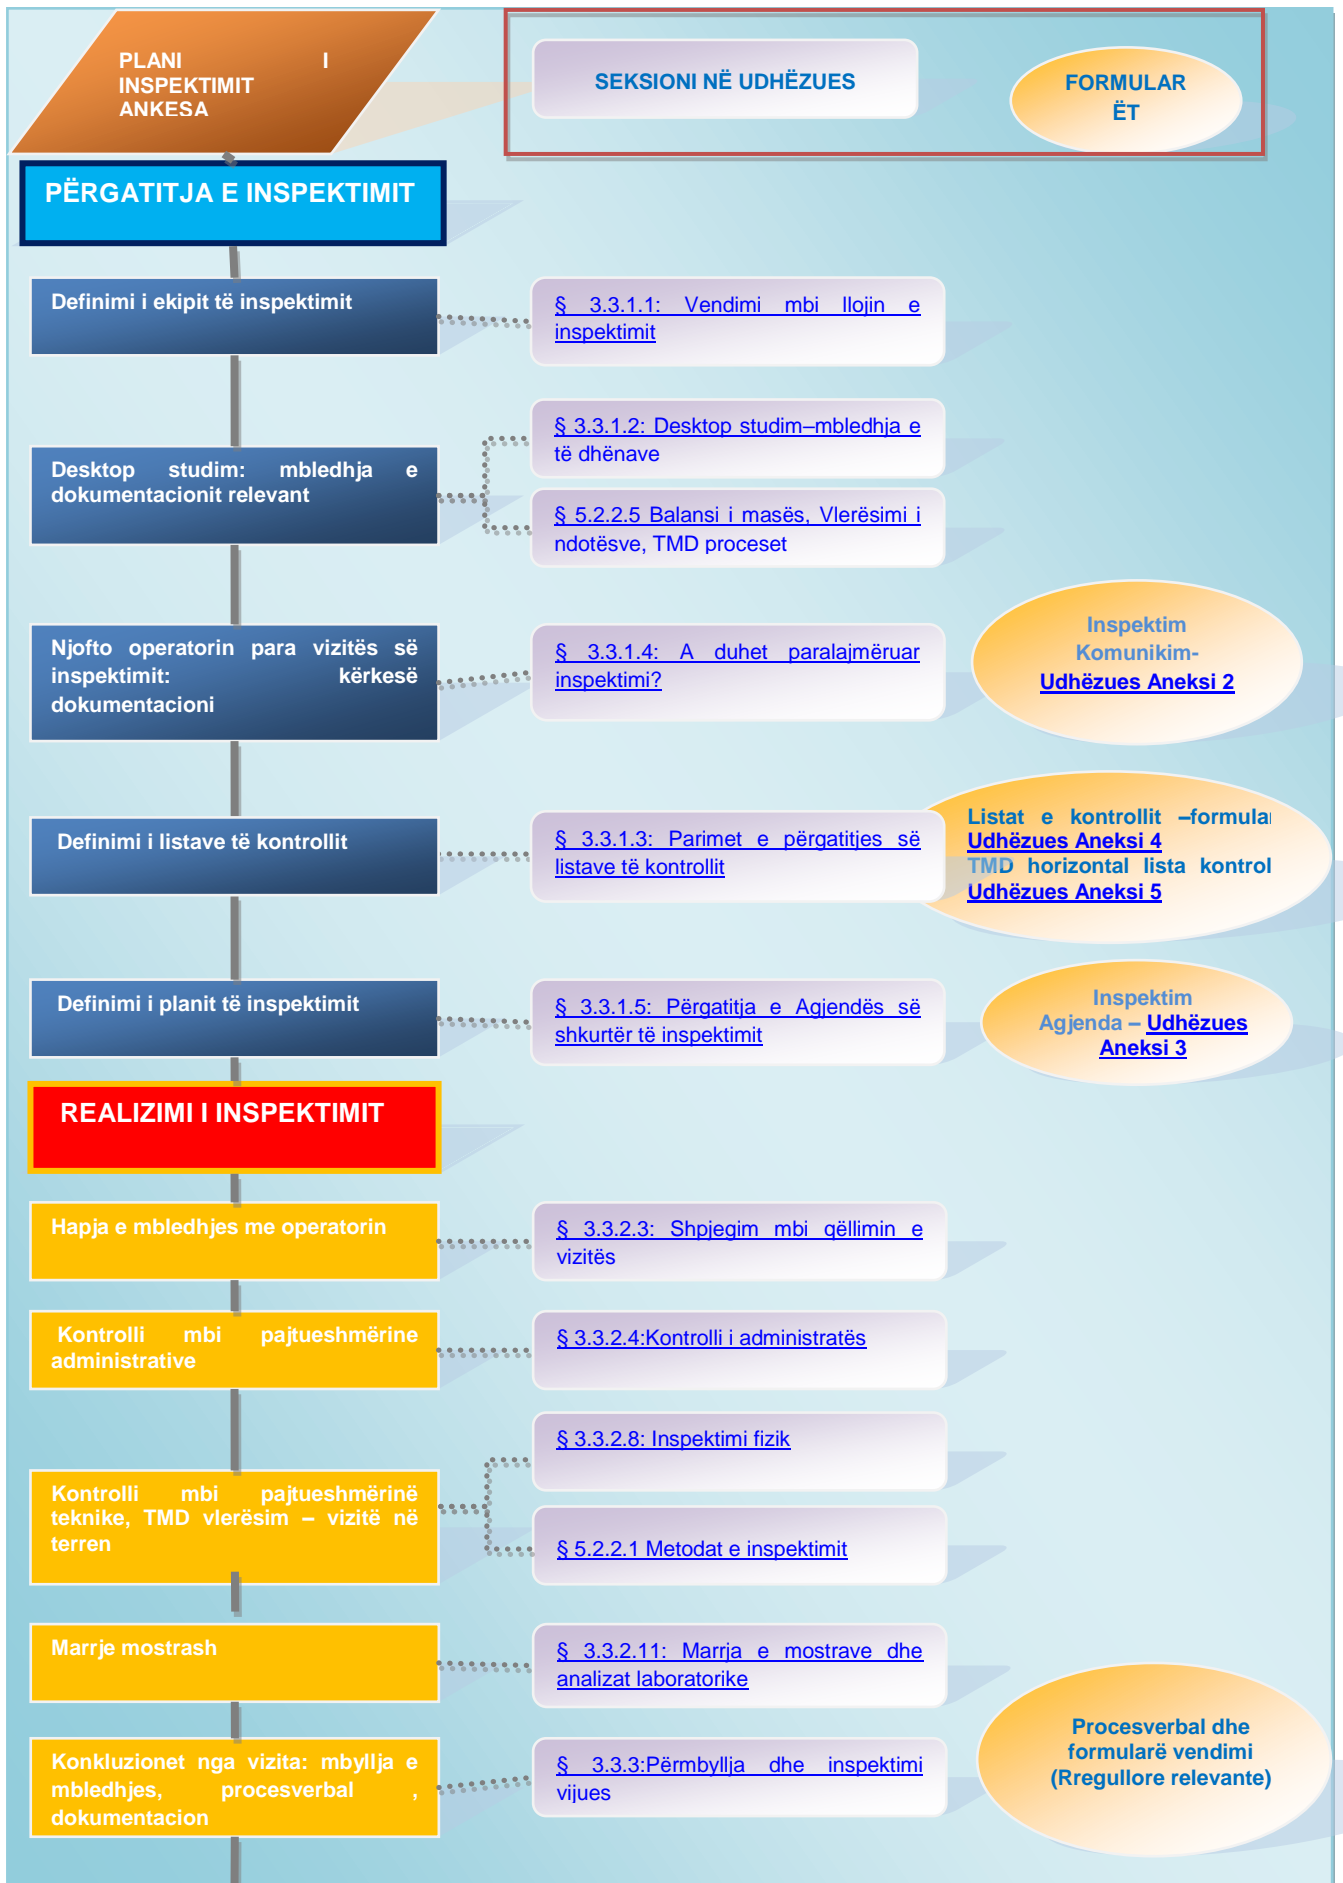 PLANI I
INSPEKTIMIT
ANKESA
SEKSIONI NË UDHËZUES
FORMULAR
ËT
PËRGATITJA E INSPEKTIMIT
Definimi i ekipit të inspektimit
§ 3.3.1.1: Vendimi mbi llojin e
inspektimit
Desktop studim: mbledhja e
dokumentacionit relevant
§ 3.3.1.2: Desktop studim–mbledhja e
të dhënave
§ 5.2.2.5 Balansi i masës, Vlerësimi i
ndotësve, TMD proceset
Njofto operatorin para vizitës së
inspektimit: kërkesë
dokumentacioni
§ 3.3.1.4: A duhet paralajmëruar
inspektimi?
Inspektim
Komunikim-
Udhëzues Aneksi 2
Definimi i listave të kontrollit
§ 3.3.1.3: Parimet e përgatitjes së
listave të kontrollit
Listat e kontrollit –formular
Udhëzues Aneksi 4
TMD horizontal lista kontrol
Udhëzues Aneksi 5
Definimi i planit të inspektimit
§ 3.3.1.5: Përgatitja e Agjendës së
shkurtër të inspektimit
Inspektim
Agjenda – Udhëzues
Aneksi 3
REALIZIMI I INSPEKTIMIT
Hapja e mbledhjes me operatorin
§ 3.3.2.3: Shpjegim mbi qëllimin e
vizitës
Kontrolli mbi pajtueshmërine
administrative
§ 3.3.2.4:Kontrolli i administratës
Kontrolli mbi pajtueshmërinë
teknike, TMD vlerësim – vizitë në
terren
§ 3.3.2.8: Inspektimi fizik
§ 5.2.2.1 Metodat e inspektimit
Marrje mostrash
§ 3.3.2.11: Marrja e mostrave dhe
analizat laboratorike
Konkluzionet nga vizita: mbyllja e
mbledhjes, procesverbal ,
dokumentacion
§ 3.3.3:Përmbyllja dhe inspektimi
vijues
Procesverbal dhe
formularë vendimi
(Rregullore relevante)